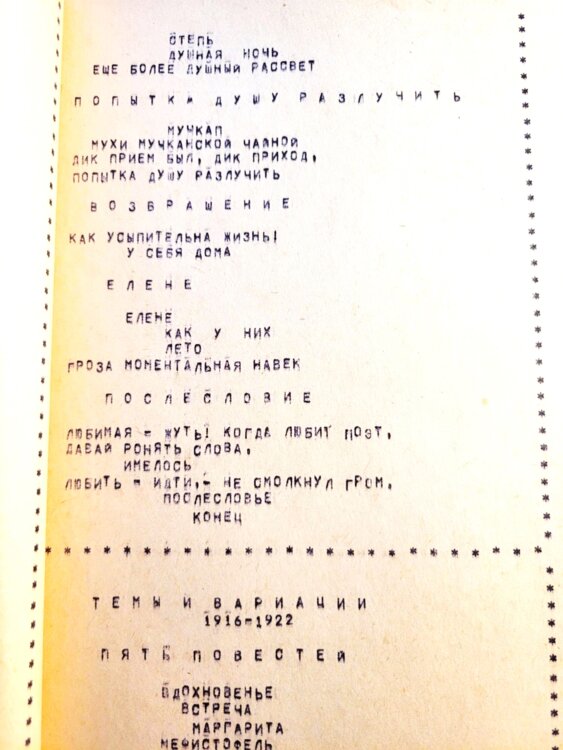 СТЕПЬ
ДУШНАЯ НОЧЬ
ЕЩЕ БОЛЕЕ ДУШНЫЙ РАССВЕТ
П О П Ы Т К А Д У Ш У Р А З Л У Ч И Т Ь
МУЧКАП
МУХИ МУЧКАПСКОЙ ЧАЙНОЙ
ДИК ПРИЕМ БЫЛ, ДИК ПРИХОД,
ПОПЫТКА ДУШУ РАЗЛУЧИТЬ
В О З В Р А Щ Е Н И Е
КАК УСЫПИТЕЛЬНА ЖИЗНЬ!
У СЕБЯ ДОМА
Е Л Е Н Е
ЕЛЕНЕ
КАК У НИХ
ЛЕТО
ГРОЗА МОМЕНТАЛЬНАЯ НАВЕК
П О С Л Е С Л О В И Е
ЛЮБИМАЯ - ЖУТЬ! КОГДА ЛЮБИТ ПОЭТ,
ДАВАЙ РОНЯТЬ СЛОВА,
ИМЕЛОСЬ
ЛЮБИТЬ - ИДТИ,- НЕ СМОЛКНУЛ ГРОМ,
ПОСЛЕСЛОВЬЕ
КОНЕЦ
* * * * * * * * * * * * * * * * * * * * * * * * *
Т Е М Ы И В А Р И А Ц И И
1916-1922
П Я Т Ь П О В Е С Т Е Й
ВДОХНОВЕНЬЕ
ВСТРЕЧА
МАРГАРИТА
МЕФИСТОФЕЛЬ